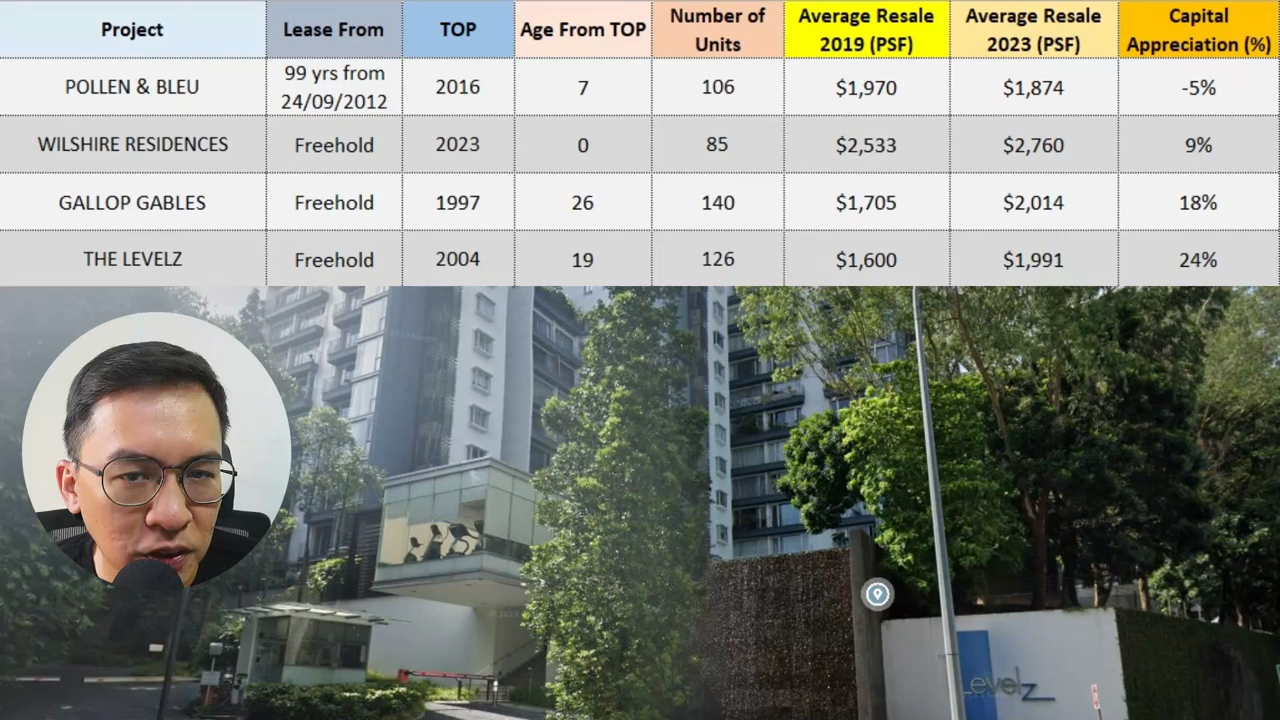 Project Lease From TOP Age From TOP Number of Units Average Resale 2019 (PSF) Average Resale 2023 (PSF) Capital Appreciation (%)
POLLEN & BLEU 99 yrs from 24/09/2012 2016 7 106 $1,970 $1,874 -5%
WILSHIRE RESIDENCES Freehold 2023 0 85 $2,533 $2,760 9%
GALLOP GABLES Freehold 1997 26 140 $1,705 $2,014 18%
THE LEVELZ Freehold 2004 19 126 $1,600 $1,991 24%
Levelz